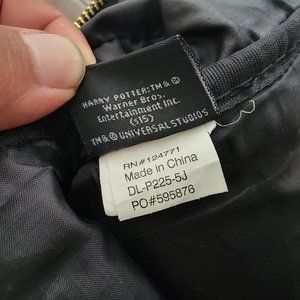 HARRY POTTER:TM& ©
Warner Bros.
Entertainment Inc.
(s15)
TM& © UNIVERSAL STUDIOS
RN#124771
Made in China
DL-P225-5J
PO#595876